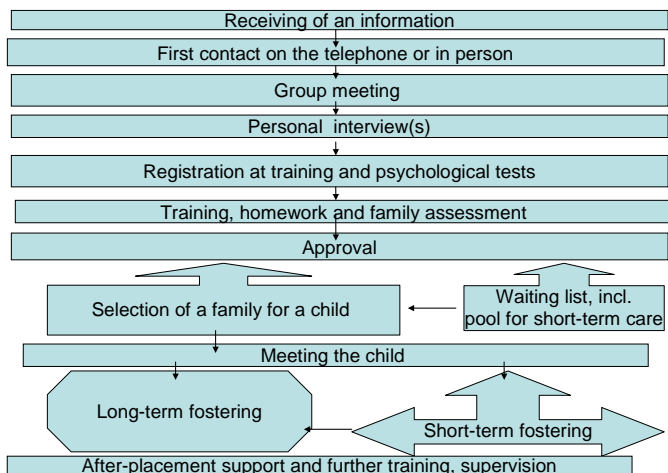 Receiving of an information
First contact on the telephone or in person
Group meeting
Personal interview(s)
Registration at training and psychological tests
Training, homework and family assessment
Approval
Selection of a family for a child
Waiting list, incl.
pool for short-term care
Meeting the child
Long-term fostering
Short-term fostering
After-placement support and further training, supervision